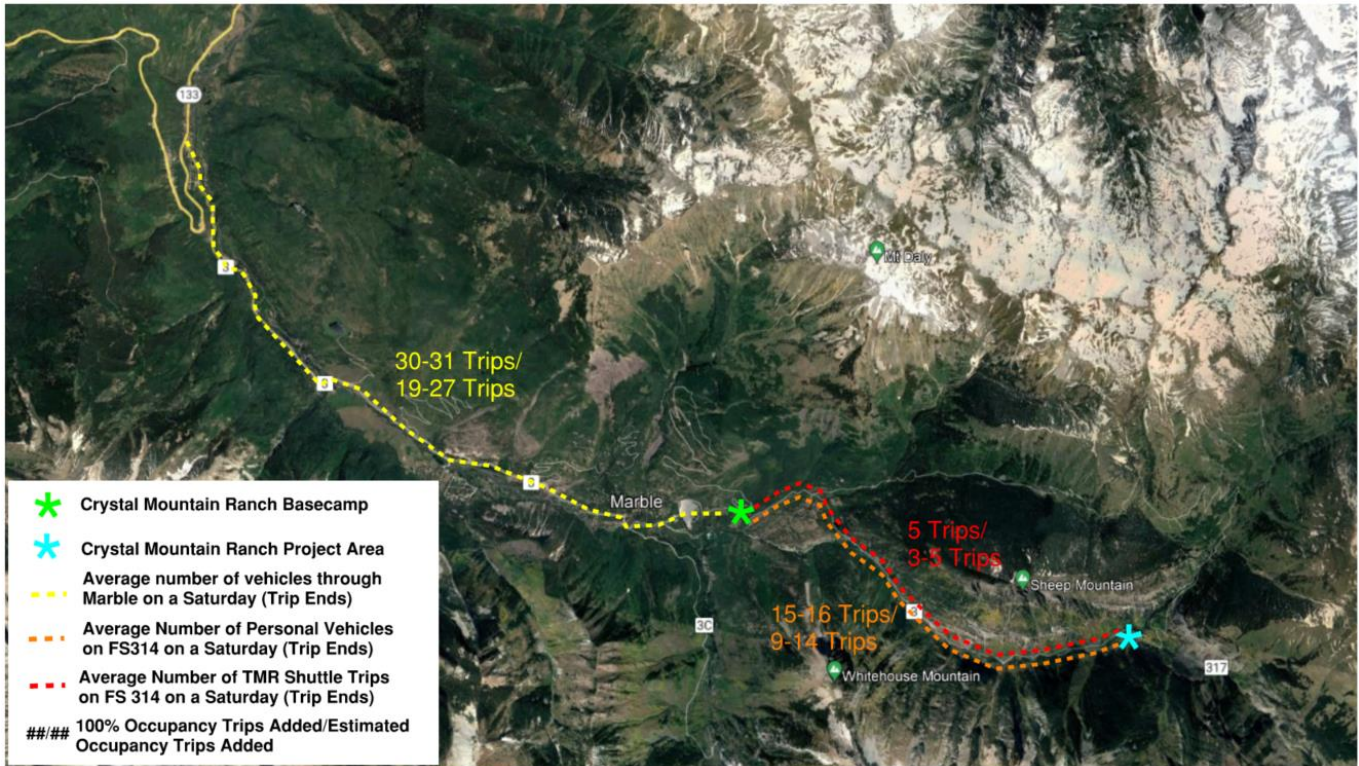 133
3
Mt Daly
30-31 Trips/
19-27 Trips
Marble
5 Trips/
3-5 Trips
Sheep Mountain
3
15-16 Trips/
9-14 Trips
3C
Whitehouse Mountain
317
Crystal Mountain Ranch Basecamp
Crystal Mountain Ranch Project Area
Average number of vehicles through
Marble on a Saturday (Trip Ends)
Average Number of Personal Vehicles
on FS314 on a Saturday (Trip Ends)
Average Number of TMR Shuttle Trips
on FS 314 on a Saturday (Trip Ends)
##/## 100% Occupancy Trips Added/Estimated
Occupancy Trips Added